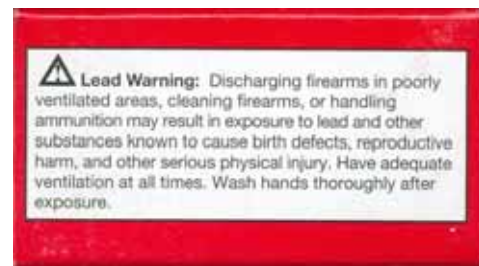 Lead Warning: Discharging firearms in poorly
ventilated areas, cleaning firearms, or handling
ammunition may result in exposure to lead and other
substances known to cause birth defects, reproductive
harm, and other serious physical injury. Have adequate
ventilation at all times. Wash hands thoroughly after
exposure.